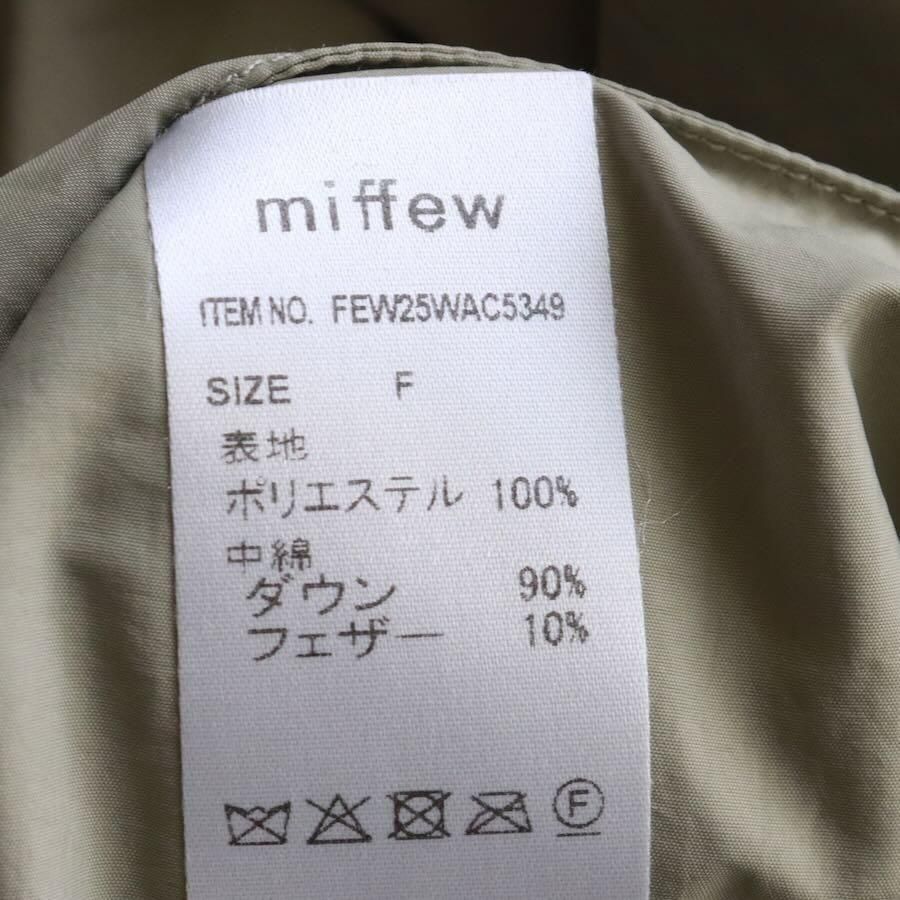 miffew
ITEM NO. FEW25WAC5349
SIZE F
表地
ポリエステル 100%
中綿
ダウン 90%
フェザー 10%
F